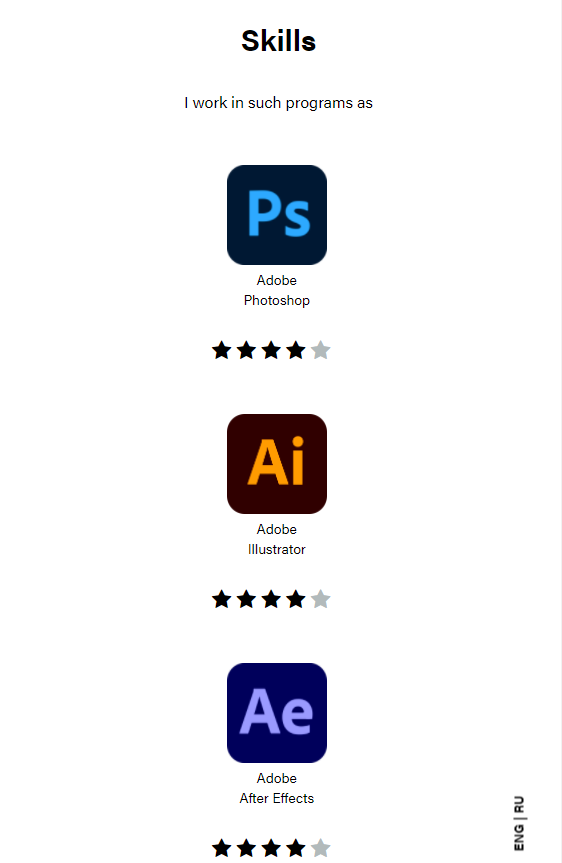 Skills
I work in such programs as
Ps
Adobe
Photoshop
Ai
Adobe
Illustrator
Ae
Adobe
After Effects
ENG | RU